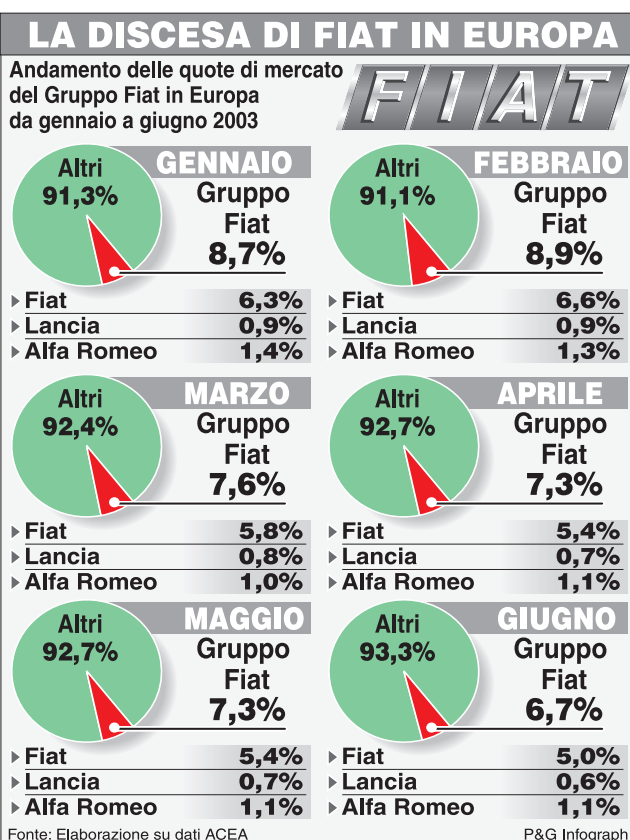 LA DISCESA DI FIAT IN EUROPA
Andamento delle quote di mercato
del Gruppo Fiat in Europa
da gennaio a giugno 2003
FIAT
GENNAIO
Altri
91,3%
Gruppo
Fiat
8,7%
Fiat 6,3%
Lancia 0,9%
Alfa Romeo 1,4%
FEBBRAIO
Altri
91,1%
Gruppo
Fiat
8,9%
Fiat 6,6%
Lancia 0,9%
Alfa Romeo 1,3%
MARZO
Altri
92,4%
Gruppo
Fiat
7,6%
Fiat 5,8%
Lancia 0,8%
Alfa Romeo 1,0%
APRILE
Altri
92,7%
Gruppo
Fiat
7,3%
Fiat 5,4%
Lancia 0,7%
Alfa Romeo 1,1%
MAGGIO
Altri
92,7%
Gruppo
Fiat
7,3%
Fiat 5,4%
Lancia 0,7%
Alfa Romeo 1,1%
GIUGNO
Altri
93,3%
Gruppo
Fiat
6,7%
Fiat 5,0%
Lancia 0,6%
Alfa Romeo 1,1%
Fonte: Elaborazione su dati ACEA
P&G Infograph